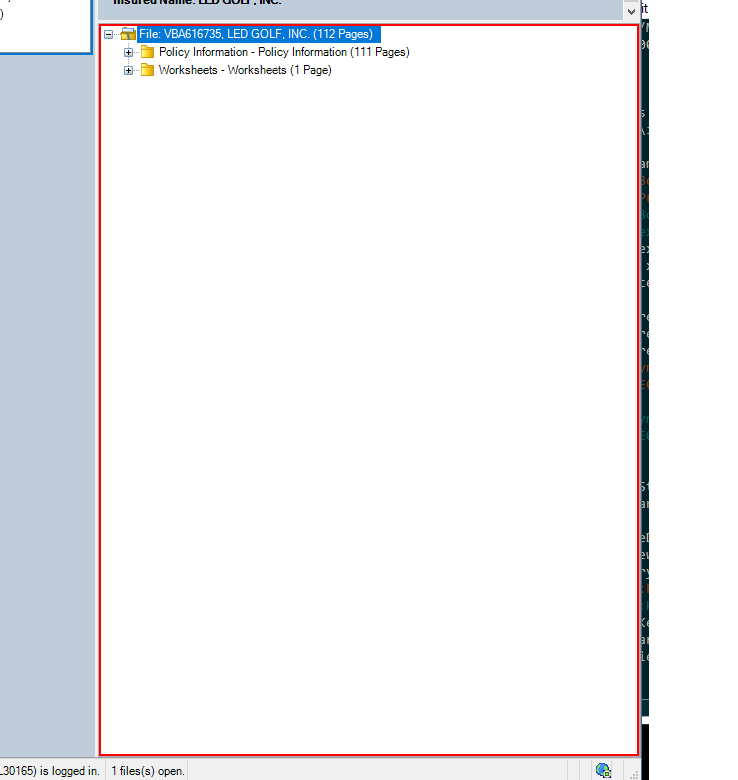 Insured Name: LED GOLF, INC.
it
)
File: VBA616735, LED GOLF, INC. (112 Pages)
Policy Information - Policy Information (111 Pages)
Worksheets - Worksheets (1 Page)
L30165) is logged in.
1 files(s) open.